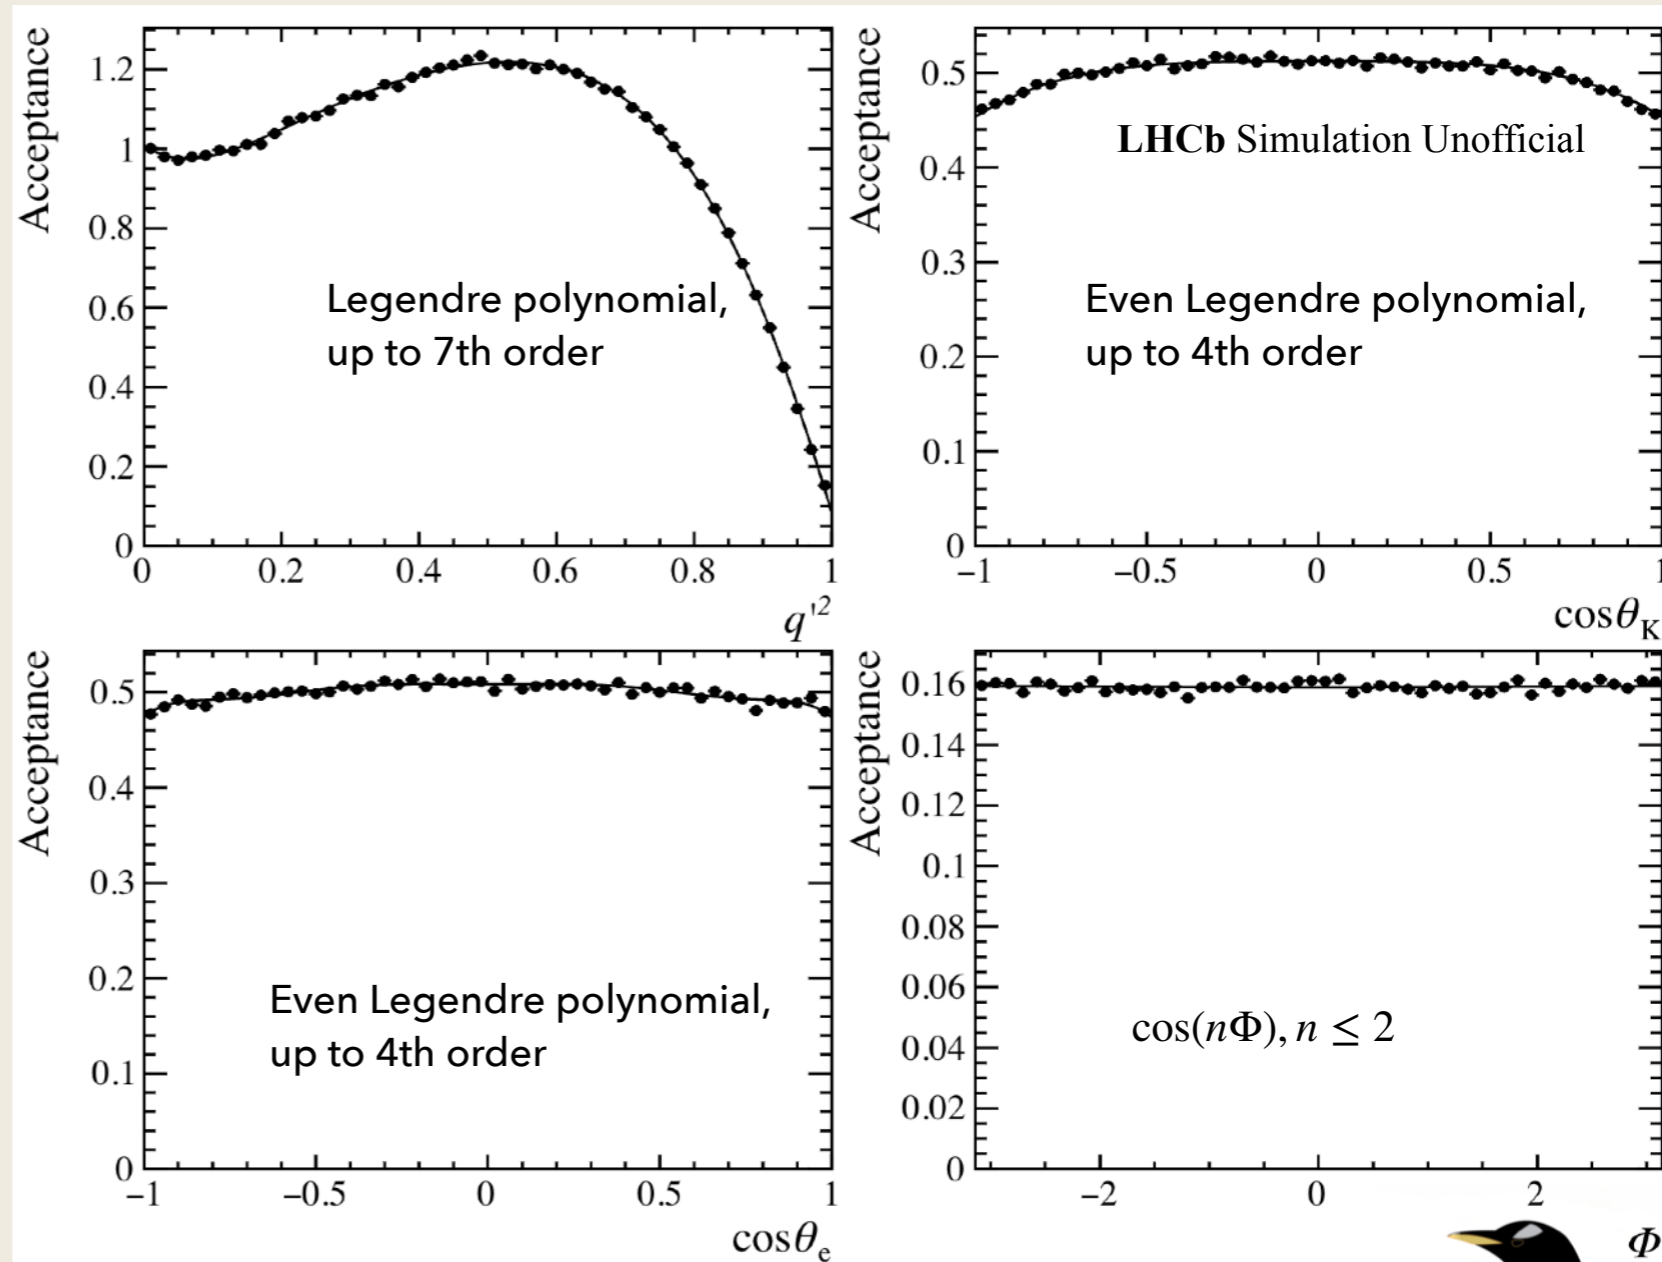 Acceptance
1.2
1
0.8
0.6
0.4
0.2
0
Legendre polynomial,
up to 7th order
0 0.2 0.4 0.6 0.8 1
q'²
Acceptance
0.5
0.4
0.3
0.2
0.1
0
LHCb Simulation Unofficial
Even Legendre polynomial,
up to 4th order
−1 −0.5 0 0.5 1
cosθ_K
Acceptance
0.5
0.4
0.3
0.2
0.1
0
Even Legendre polynomial,
up to 4th order
−1 −0.5 0 0.5 1
cosθ_e
Acceptance
0.16
0.14
0.12
0.1
0.08
0.06
0.04
0.02
0
cos(nΦ), n ≤ 2
−2 0 2
Φ